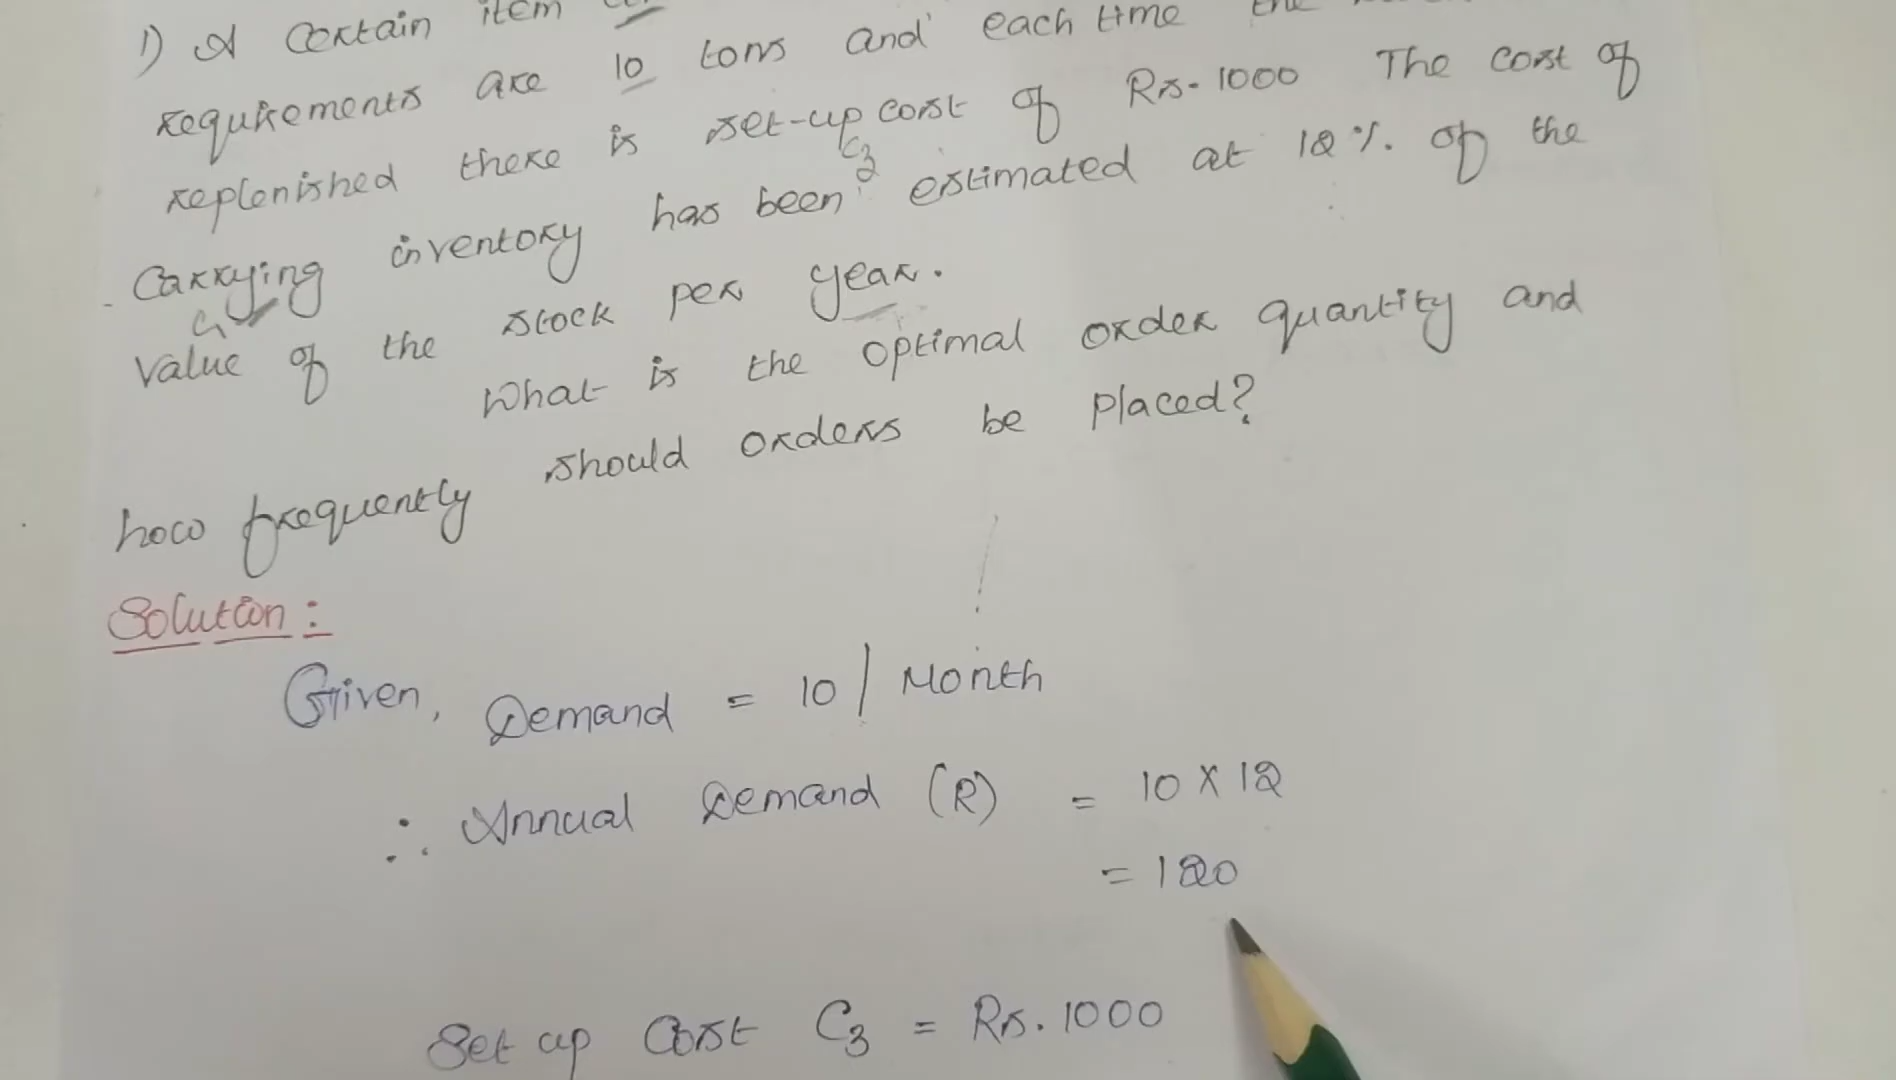 1) A certain item
requirements are 10 tons and each time the
replenished there is set-up cost of Rs. 1000 The cost of
C3
Carrying inventory has been estimated at 12%. of the
C1
value of the stock per year.
What is the optimal order quantity and
how frequently should orders be placed?
Solution:
Given, Demand = 10 / Month
∴ Annual Demand (R) = 10 X 12
= 120
Set up Cost C3 = Rs. 1000